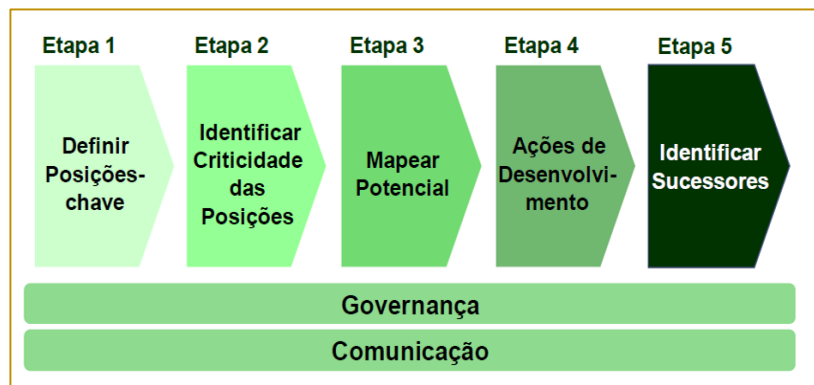 Etapa 1
Etapa 2
Etapa 3
Etapa 4
Etapa 5
Definir
Posições-
chave
Identificar
Criticidade
das
Posições
Mapear
Potencial
Ações de
Desenvolvi-
mento
Identificar
Sucessores
Governança
Comunicação